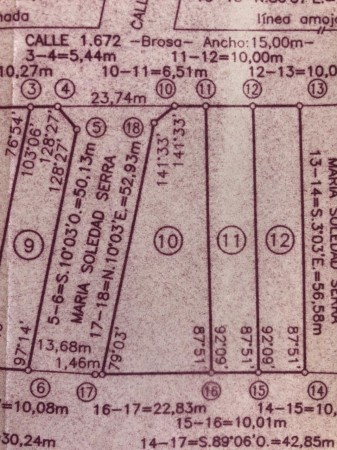 nada
CALL
línea amoj
CALLE 1.672 -Brosa- Ancho:15,00m-
3-4=5,44m 11-12=10,00m
10,27m 10-11=6,51m 12-13=10,0
3 4 23,74m 10 11 12 13
5 18
76°54'
103°06'
128°27'
128°27'
141°33'
141°33'
5-6=S.10°03'O.=50,13m
MARIA SOLEDAD SERRA
17-18=N.10°03'E.=52,93m
13-14=S.3°03'E=56,58m
MARIA SOLEDAD SERRA
9 10 11 12
97°14'
13,68m
1,46m
79°03'
87°51'
92°09'
87°51'
92°09'
87°51'
6 17 16 15 14
=10,08m 16-17=22,83m 14-15=10,
15-16=10,01m
=30,24m 14-17=S.89°06'O.=42,85m